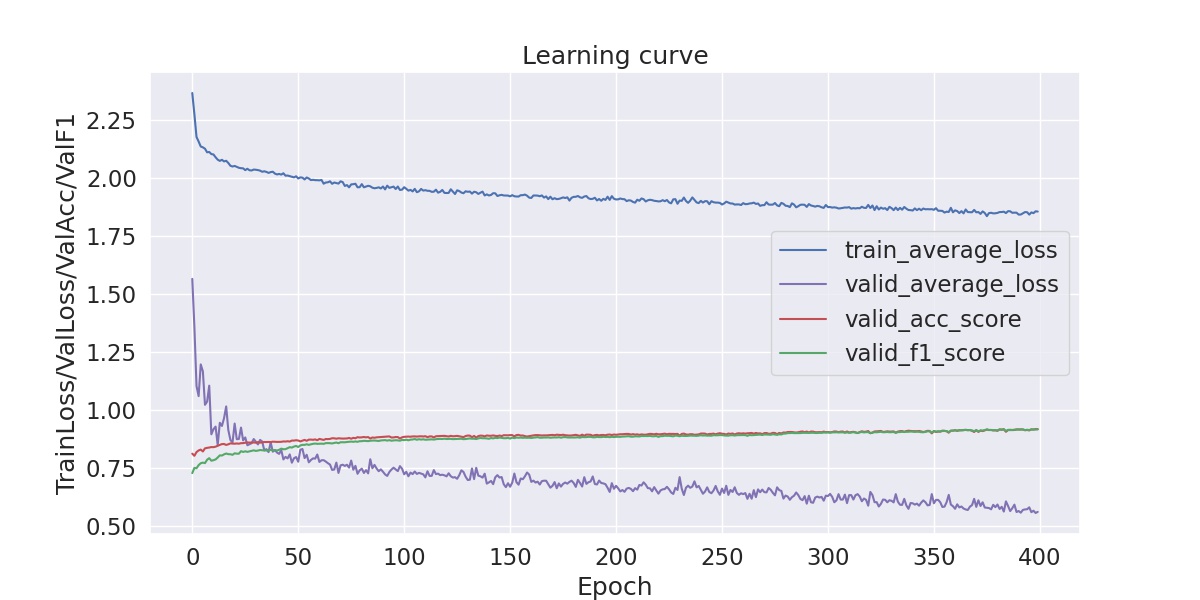 Learning curve
TrainLoss/ValLoss/ValAcc/ValF1
2.25
2.00
1.75
1.50
1.25
1.00
0.75
0.50
train_average_loss
valid_average_loss
valid_acc_score
valid_f1_score
0 50 100 150 200 250 300 350 400
Epoch